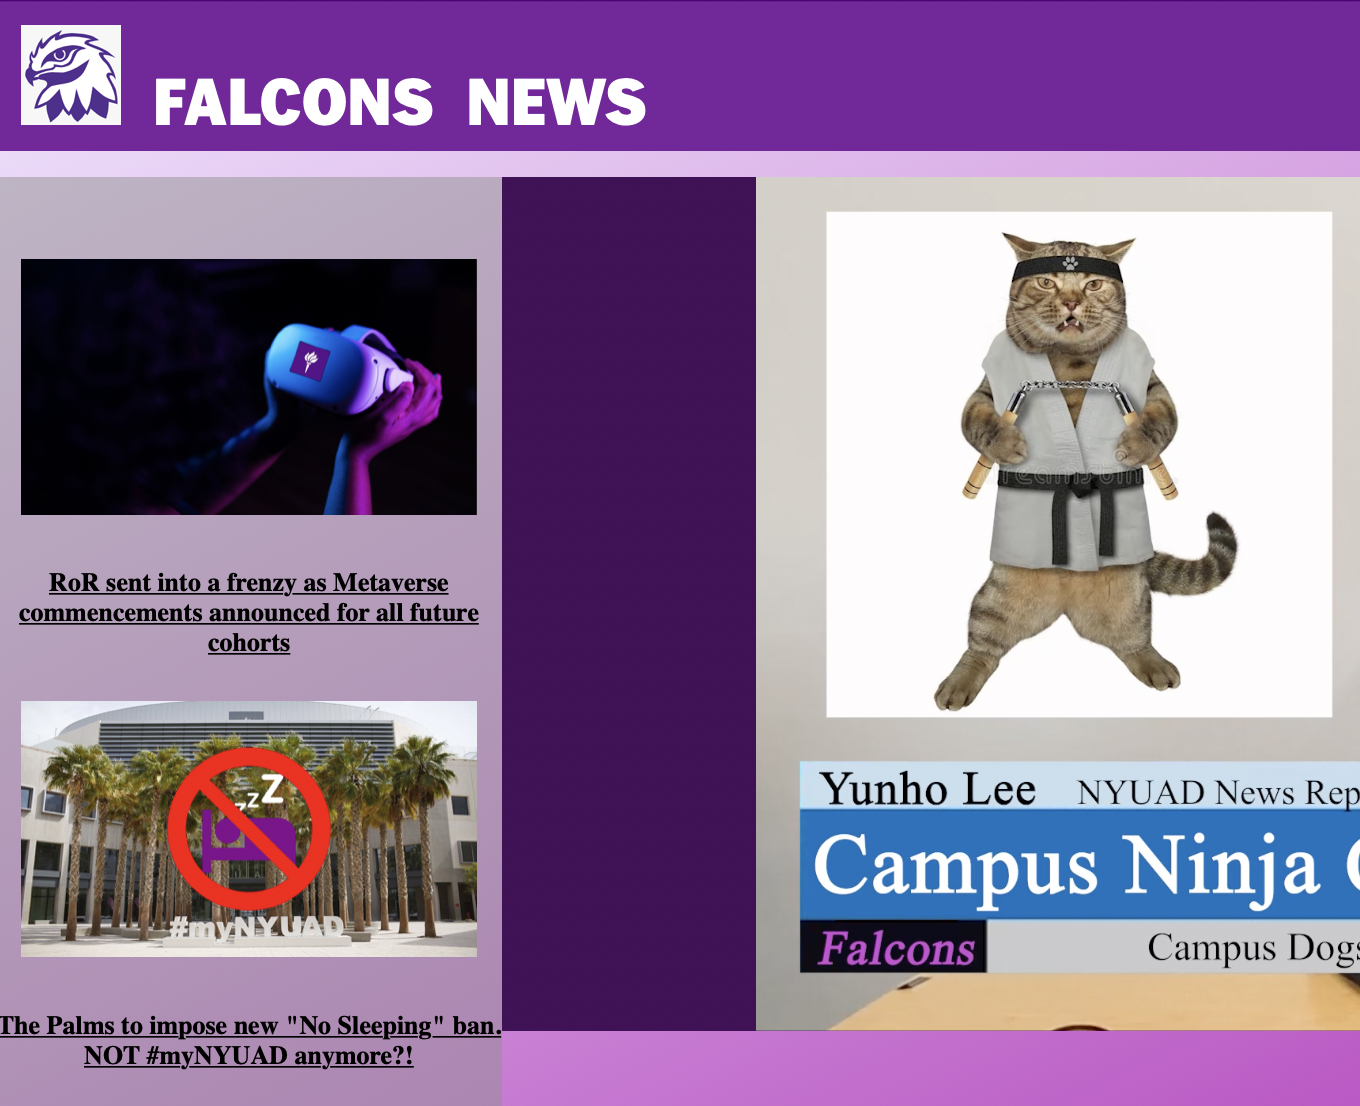 FALCONS NEWS
RoR sent into a frenzy as Metaverse
commencements announced for all future
cohorts
zzZ
#myNYUAD
The Palms to impose new "No Sleeping" ban.
NOT #myNYUAD anymore?!
Yunho Lee NYUAD News Rep
Campus Ninja
Falcons Campus Dogs